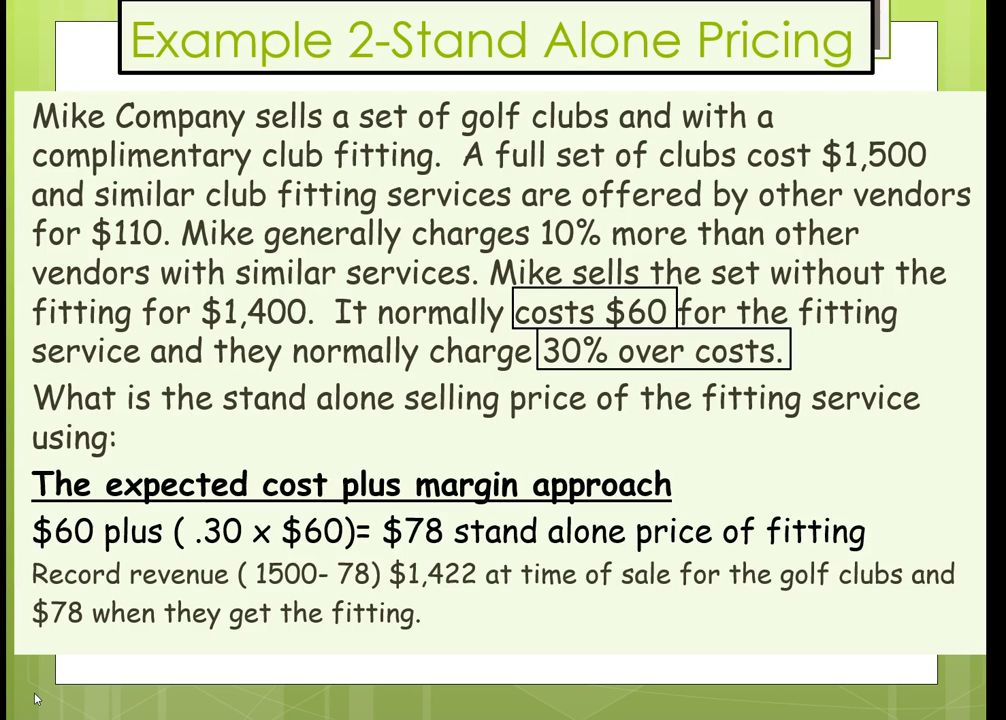 Example 2-Stand Alone Pricing
Mike Company sells a set of golf clubs and with a
complimentary club fitting.  A full set of clubs cost $1,500
and similar club fitting services are offered by other vendors
for $110. Mike generally charges 10% more than other
vendors with similar services. Mike sells the set without the
fitting for $1,400.  It normally costs $60 for the fitting
service and they normally charge 30% over costs.
What is the stand alone selling price of the fitting service
using:
The expected cost plus margin approach
$60 plus ( .30 x $60)= $78 stand alone price of fitting
Record revenue ( 1500- 78) $1,422 at time of sale for the golf clubs and
$78 when they get the fitting.